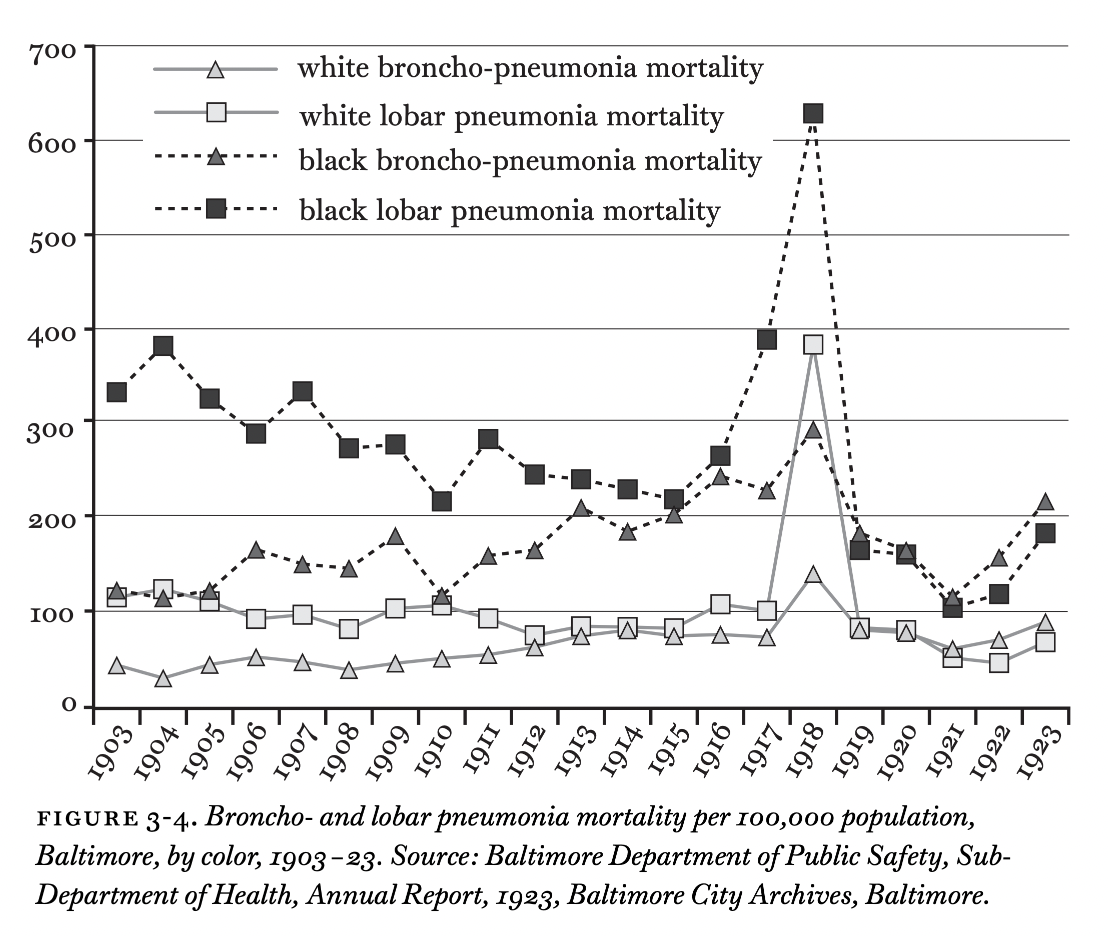 700
white broncho-pneumonia mortality
white lobar pneumonia mortality
600
black broncho-pneumonia mortality
black lobar pneumonia mortality
500
400
300
200
100
0
1903 1904 1905 1906 1907 1908 1909 1910 1911 1912 1913 1914 1915 1916 1917 1918 1919 1920 1921 1922 1923
FIGURE 3-4. Broncho- and lobar pneumonia mortality per 100,000 population,
Baltimore, by color, 1903–23. Source: Baltimore Department of Public Safety, Sub-
Department of Health, Annual Report, 1923, Baltimore City Archives, Baltimore.